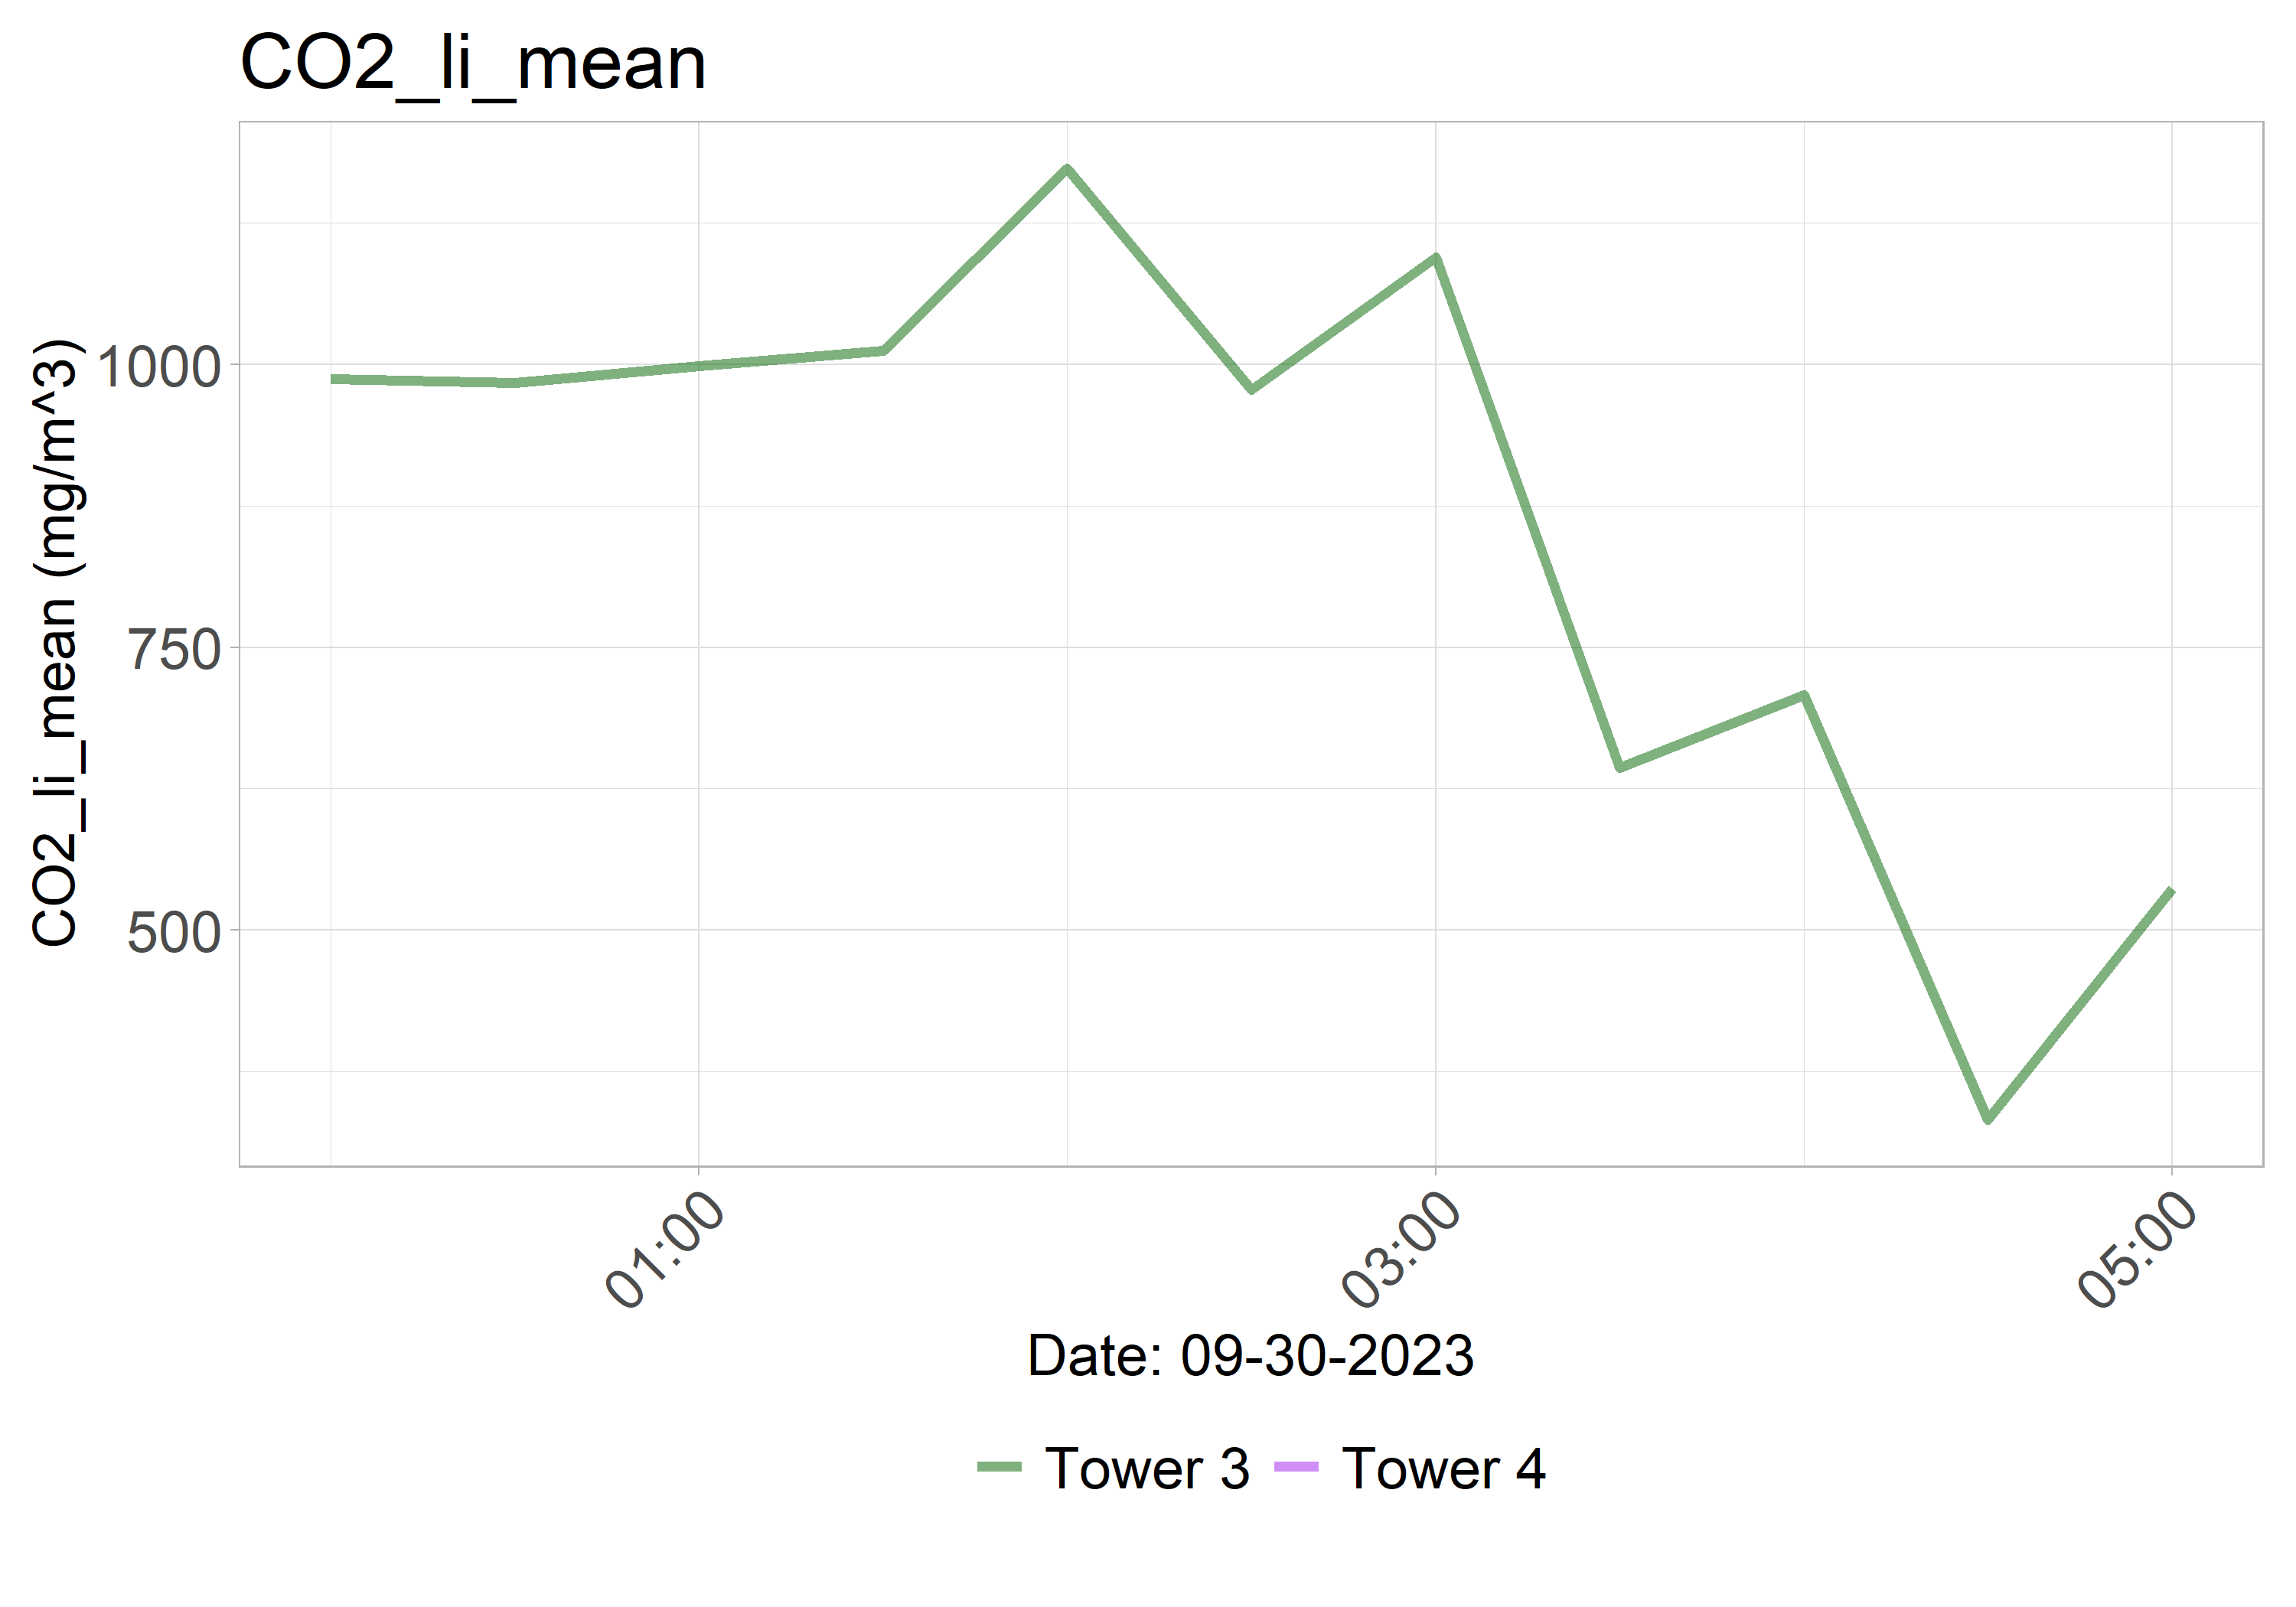 CO2_li_mean
CO2_li_mean (mg/m^3)
1000
750
500
01:00
03:00
05:00
Date: 09-30-2023
Tower 3
Tower 4